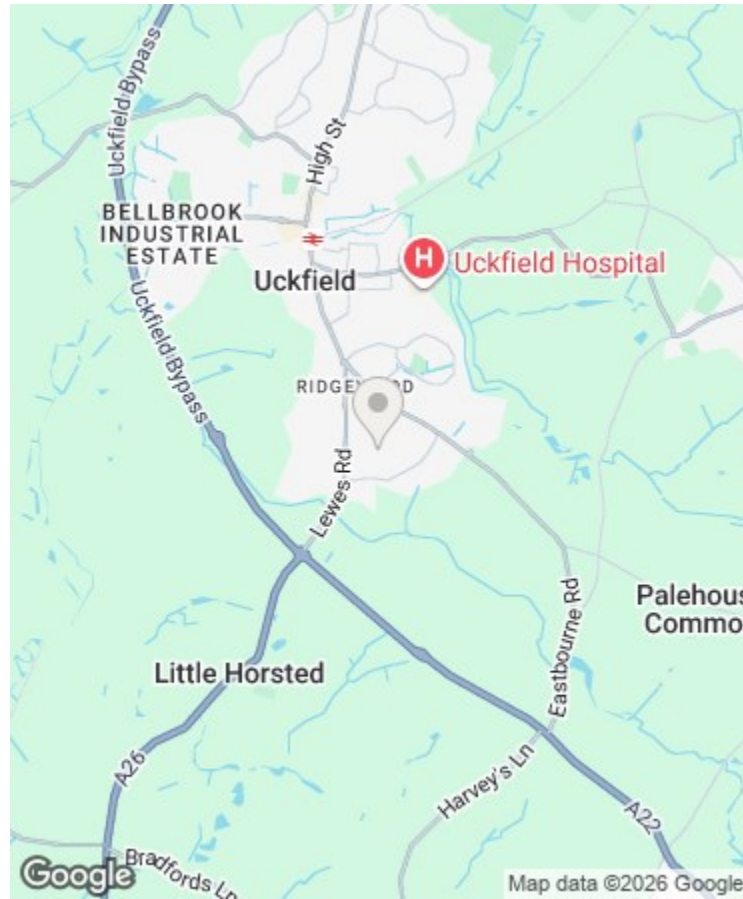 Uckfield Bypass
High St
BELLBROOK
INDUSTRIAL
ESTATE
H
Uckfield Hospital
Uckfield
Uckfield Bypass
Lewes Rd
Eastbourne Rd
Little Horsted
A26
Harvey's Ln
A22
Bradfords Ln
Google
Map data ©2026 Google